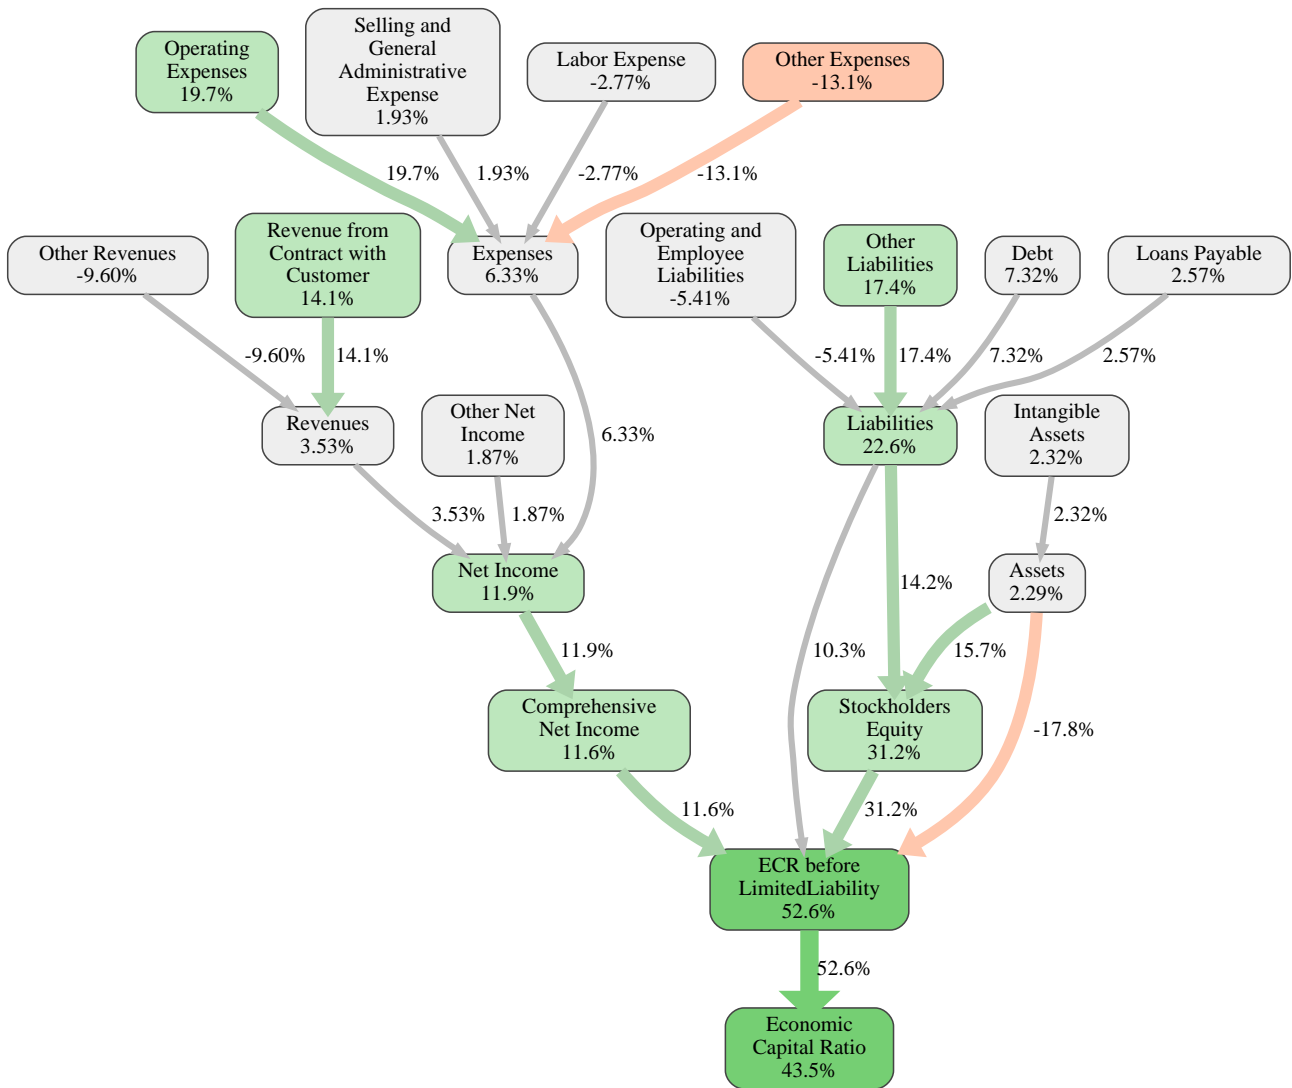 Operating
Expenses
19.7%
Selling and
General
Administrative
Expense
1.93%
Labor Expense
-2.77%
Other Expenses
-13.1%
19.7%
1.93%
-2.77%
-13.1%
Other Revenues
-9.60%
Revenue from
Contract with
Customer
14.1%
Expenses
6.33%
Operating and
Employee
Liabilities
-5.41%
Other
Liabilities
17.4%
Debt
7.32%
Loans Payable
2.57%
-9.60%
14.1%
-5.41%
17.4%
7.32%
2.57%
Revenues
3.53%
Other Net
Income
1.87%
6.33%
Liabilities
22.6%
Intangible
Assets
2.32%
3.53%
1.87%
2.32%
Net Income
11.9%
14.2%
Assets
2.29%
11.9%
10.3%
15.7%
Comprehensive
Net Income
11.6%
Stockholders
Equity
31.2%
-17.8%
11.6%
31.2%
ECR before
LimitedLiability
52.6%
52.6%
Economic
Capital Ratio
43.5%